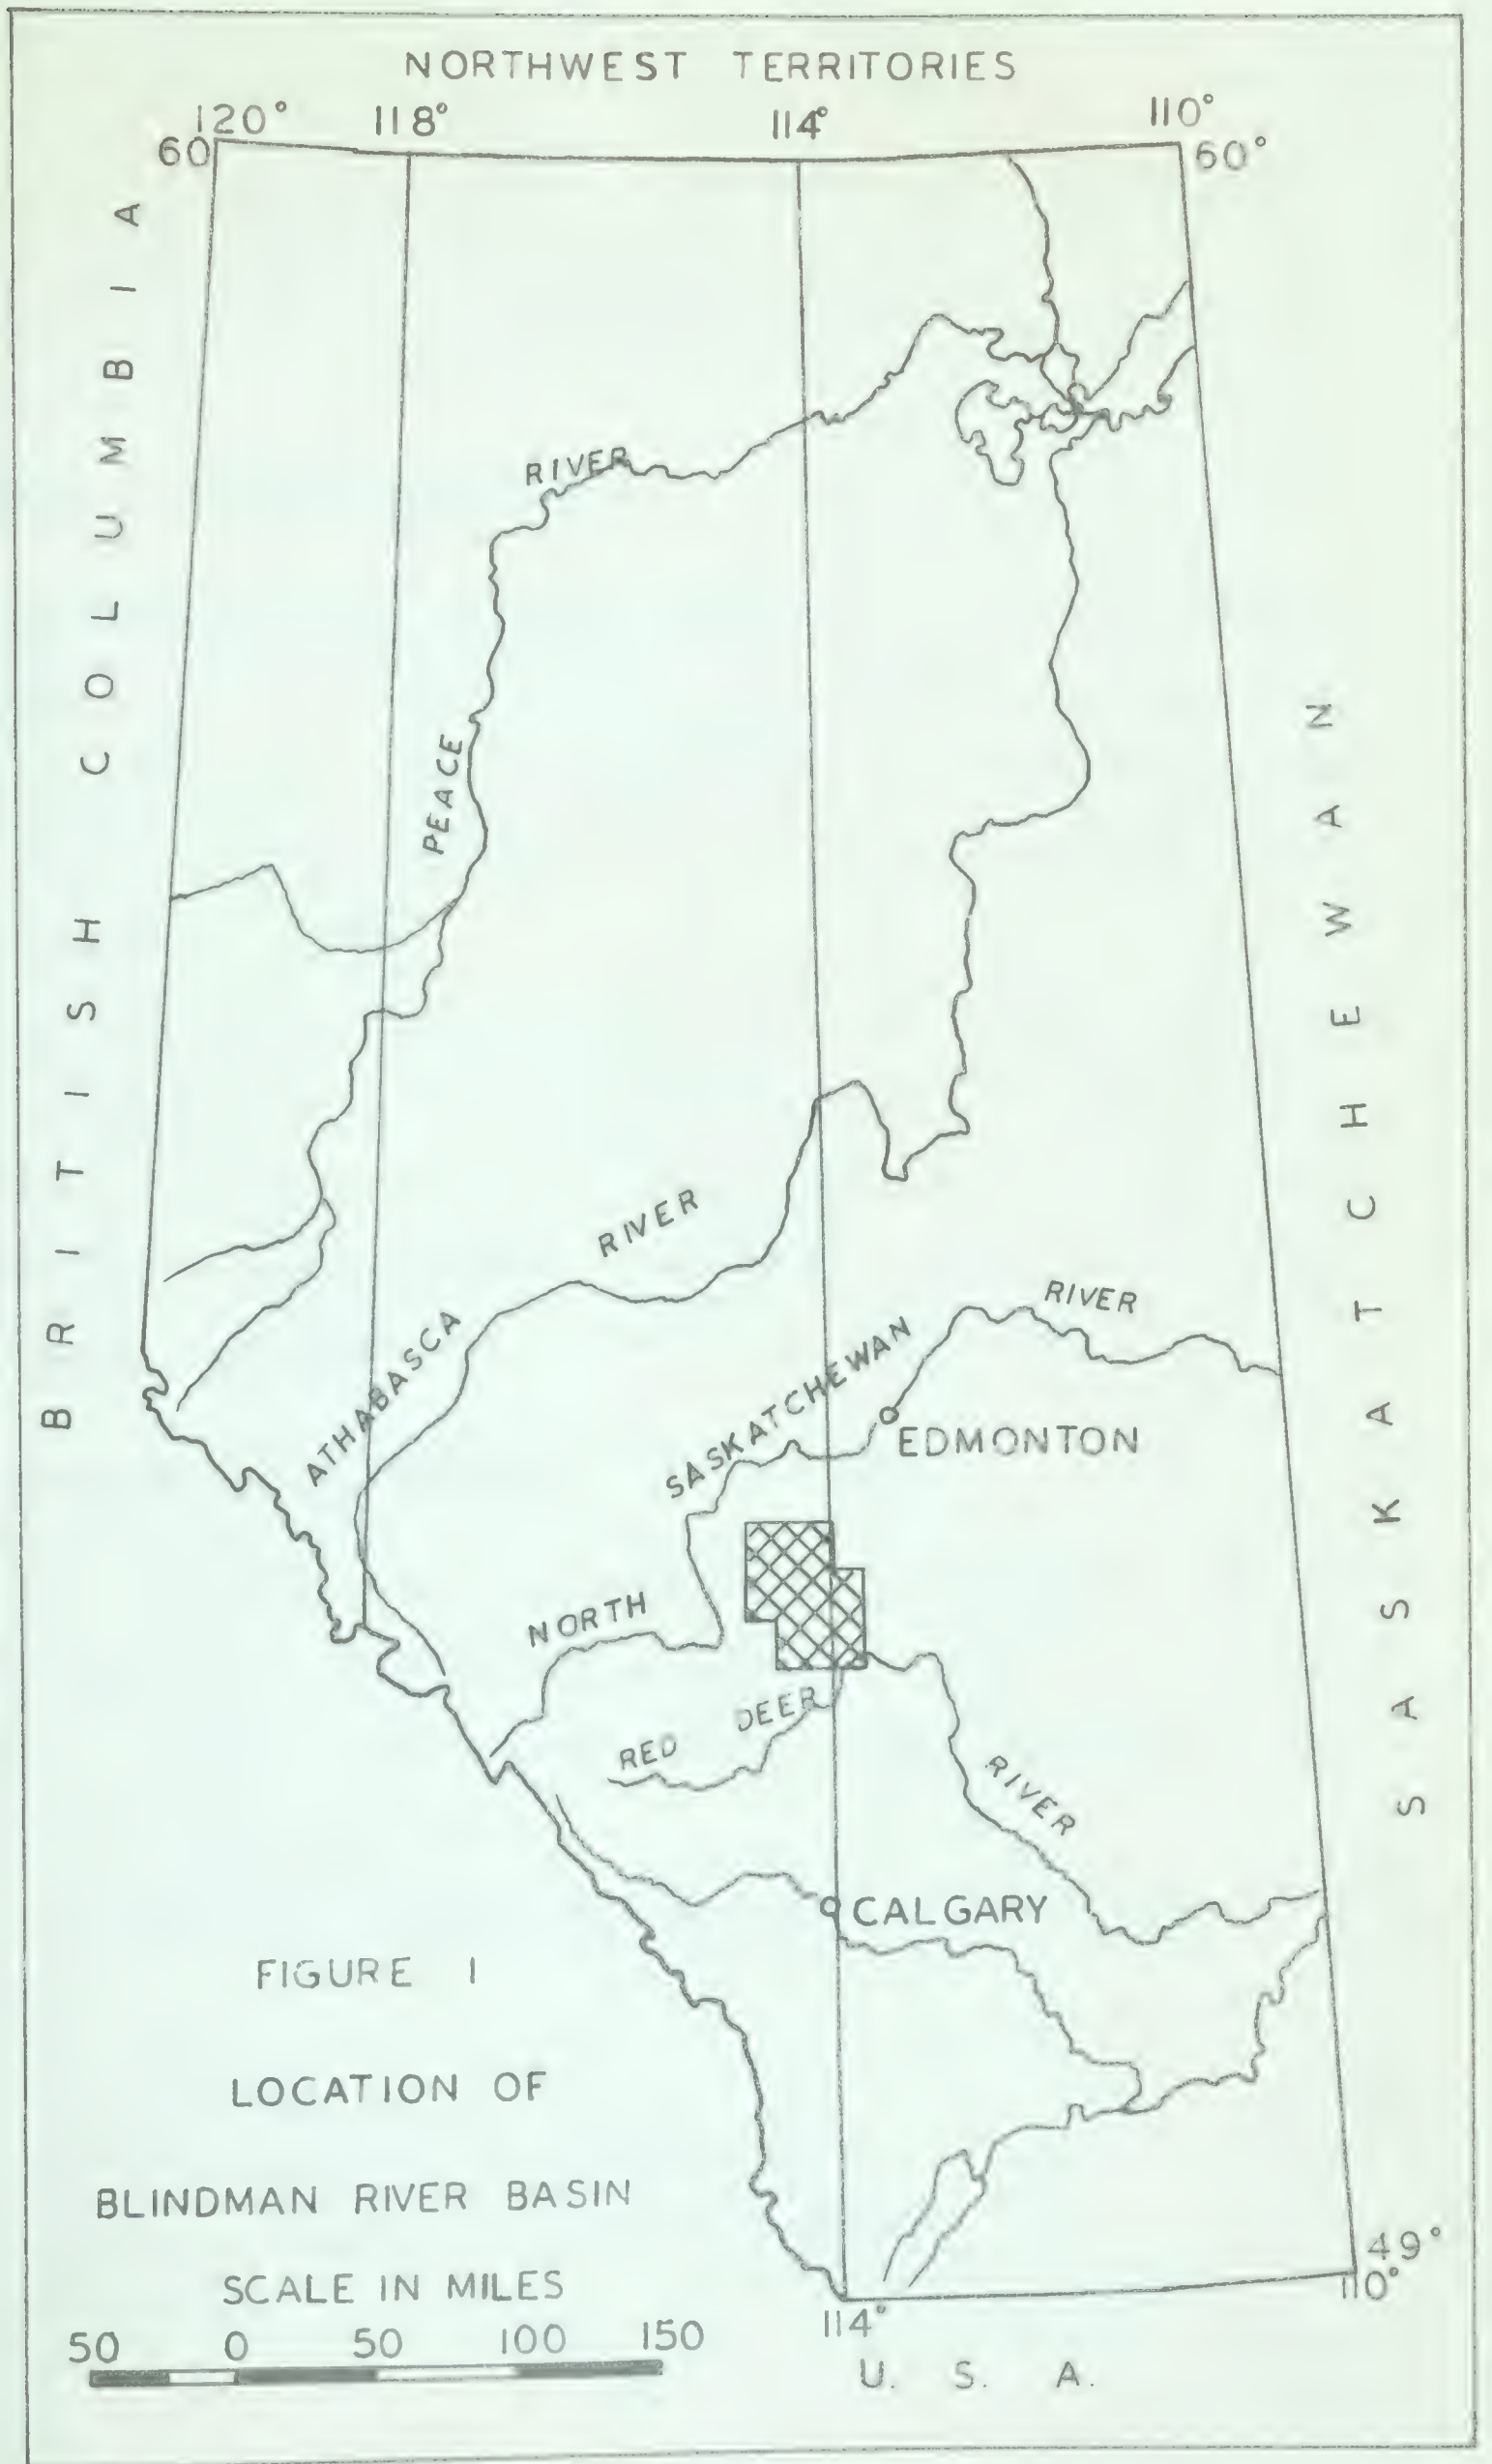 NORTHWEST TERRITORIES
120° 118° 114° 110°
60 60°
BRITISH COLUMBIA
SASKATCHEWAN
RIVER
PEACE
RIVER
ATHABASCA
RIVER
SASKATCHEWAN
EDMONTON
NORTH
RED DEER
RIVER
CALGARY
FIGURE 1
LOCATION OF
BLINDMAN RIVER BASIN
SCALE IN MILES
50 0 50 100 150
49°
110°
114°
U. S. A.